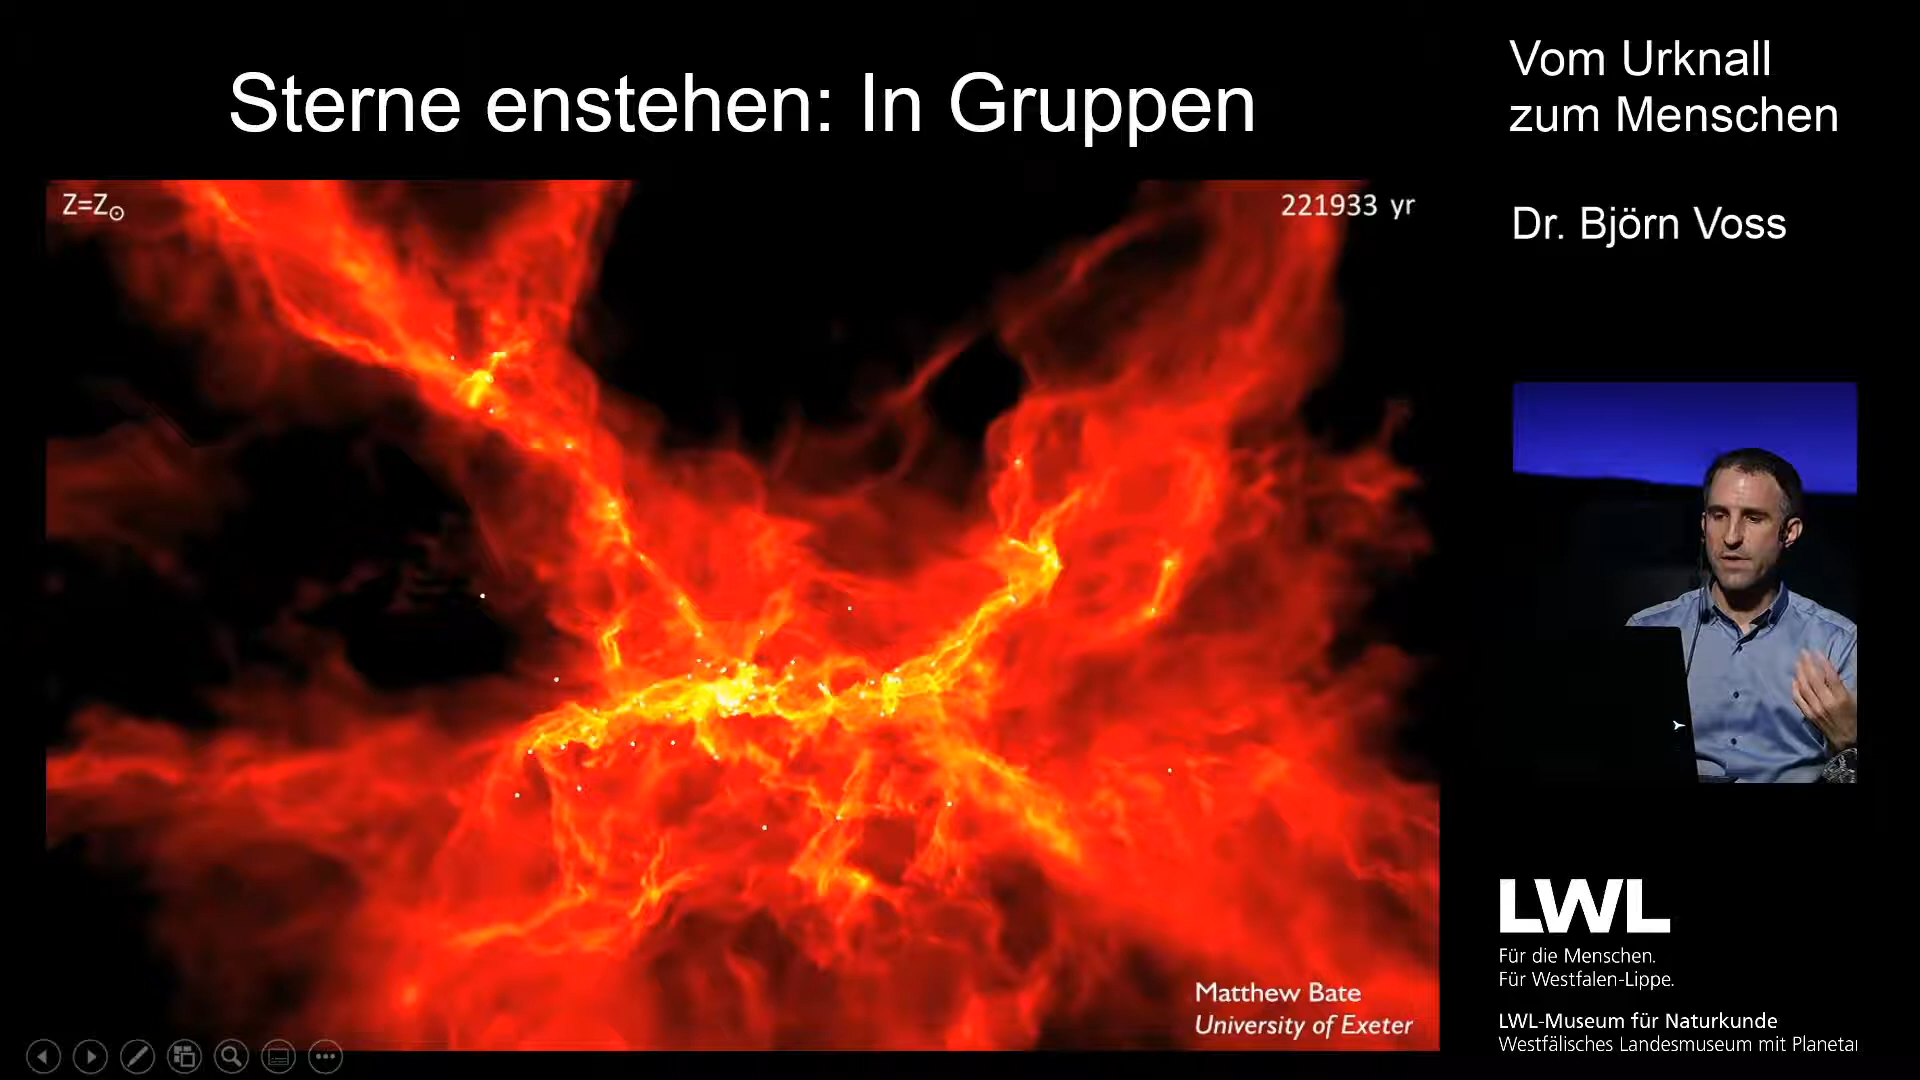 Sterne enstehen: In Gruppen
Z=Z☉
221933 yr
Matthew Bate
University of Exeter
Vom Urknall
zum Menschen
Dr. Björn Voss
LWL
Für die Menschen.
Für Westfalen-Lippe.
LWL-Museum für Naturkunde
Westfälisches Landesmuseum mit Planetar